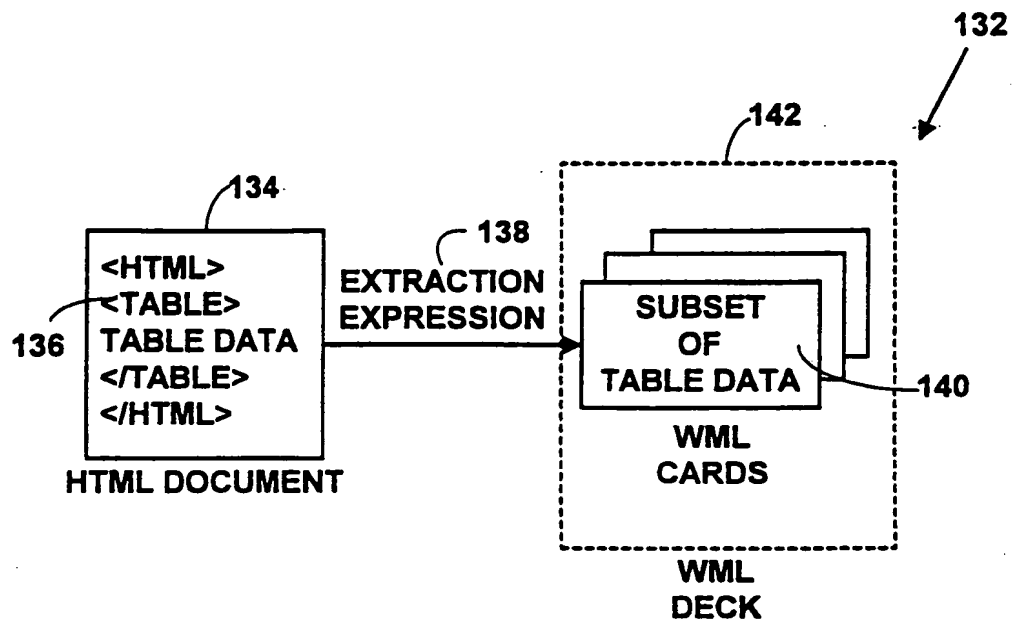 132
142
134
<HTML>
<TABLE>
TABLE DATA
</TABLE>
</HTML>
136
HTML DOCUMENT
138
EXTRACTION
EXPRESSION
SUBSET
OF
TABLE DATA
140
WML
CARDS
WML
DECK